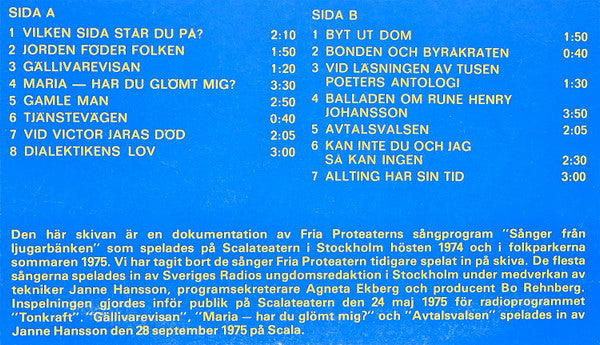 SIDA A
1 VILKEN SIDA STÅR DU PÅ? 2:10
2 JORDEN FÖDER FOLKEN 1:50
3 GÄLLIVAREVISAN 1:20
4 MARIA — HAR DU GLÖMT MIG? 3:30
5 GAMLE MAN 2:50
6 TJÄNSTEVÄGEN 0:40
7 VID VICTOR JARAS DÖD 2:05
8 DIALEKTIKENS LOV 3:00
SIDA B
1 BYT UT DOM 1:50
2 BONDEN OCH BYRÅKRATEN 0:40
3 VID LÄSNINGEN AV TUSEN
POETERS ANTOLOGI 1:30
4 BALLADEN OM RUNE HENRY
JOHANSSON 3:50
5 AVTALSVALSEN 2:05
6 KAN INTE DU OCH JAG
SÅ KAN INGEN 2:30
7 ALLTING HAR SIN TID 3:00
Den här skivan är en dokumentation av Fria Proteaterns sångprogram "Sånger från
ljugarbänken" som spelades på Scalateatern i Stockholm hösten 1974 och i folkparkerna
sommaren 1975. Vi har tagit bort de sånger Fria Proteatern tidigare spelat in på skiva. De flesta
sångerna spelades in av Sveriges Radios ungdomsredaktion i Stockholm under medverkan av
tekniker Janne Hansson, programsekreterare Agneta Ekberg och producent Bo Rehnberg.
Inspelningen gjordes inför publik på Scalateatern den 24 maj 1975 för radioprogrammet
"Tonkraft". "Gällivarevisan", "Maria – har du glömt mig?" och "Avtalsvalsen" spelades in av
Janne Hansson den 28 september 1975 på Scala.